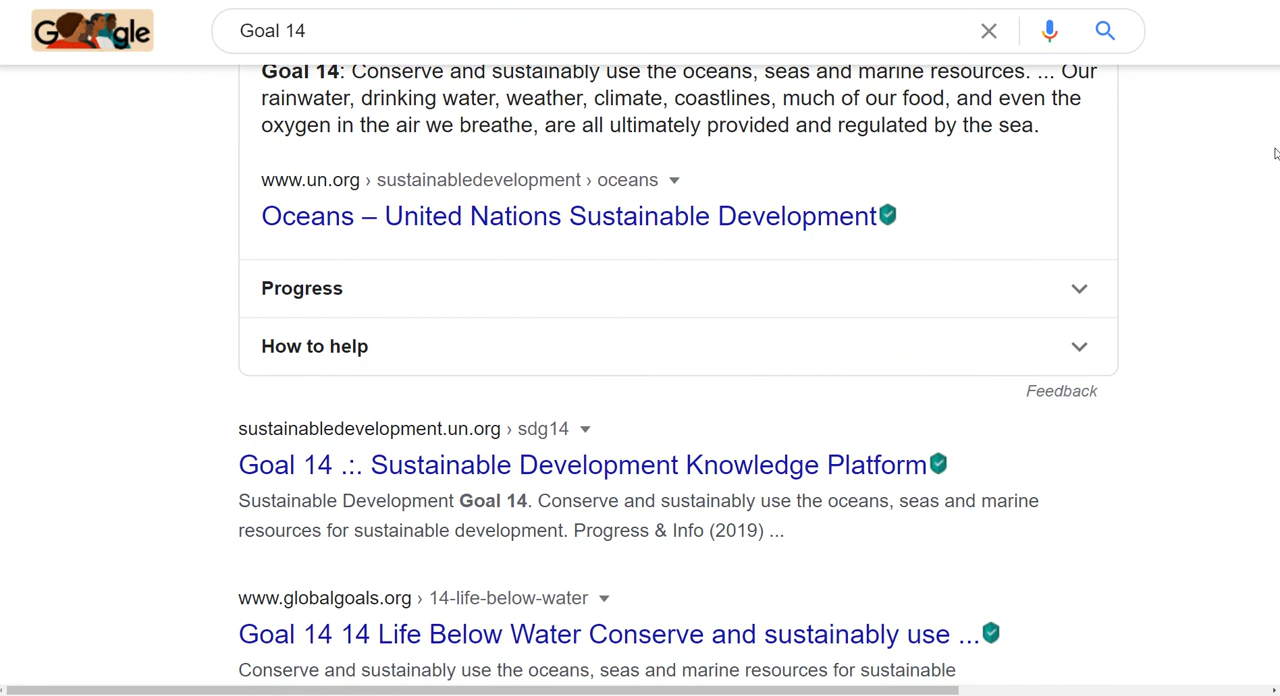 Google
Goal 14
Goal 14: Conserve and sustainably use the oceans, seas and marine resources. ... Our
rainwater, drinking water, weather, climate, coastlines, much of our food, and even the
oxygen in the air we breathe, are all ultimately provided and regulated by the sea.
www.un.org › sustainabledevelopment › oceans
Oceans – United Nations Sustainable Development
Progress
How to help
Feedback
sustainabledevelopment.un.org › sdg14
Goal 14 .:. Sustainable Development Knowledge Platform
Sustainable Development Goal 14. Conserve and sustainably use the oceans, seas and marine
resources for sustainable development. Progress & Info (2019) ...
www.globalgoals.org › 14-life-below-water
Goal 14 14 Life Below Water Conserve and sustainably use ...
Conserve and sustainably use the oceans, seas and marine resources for sustainable